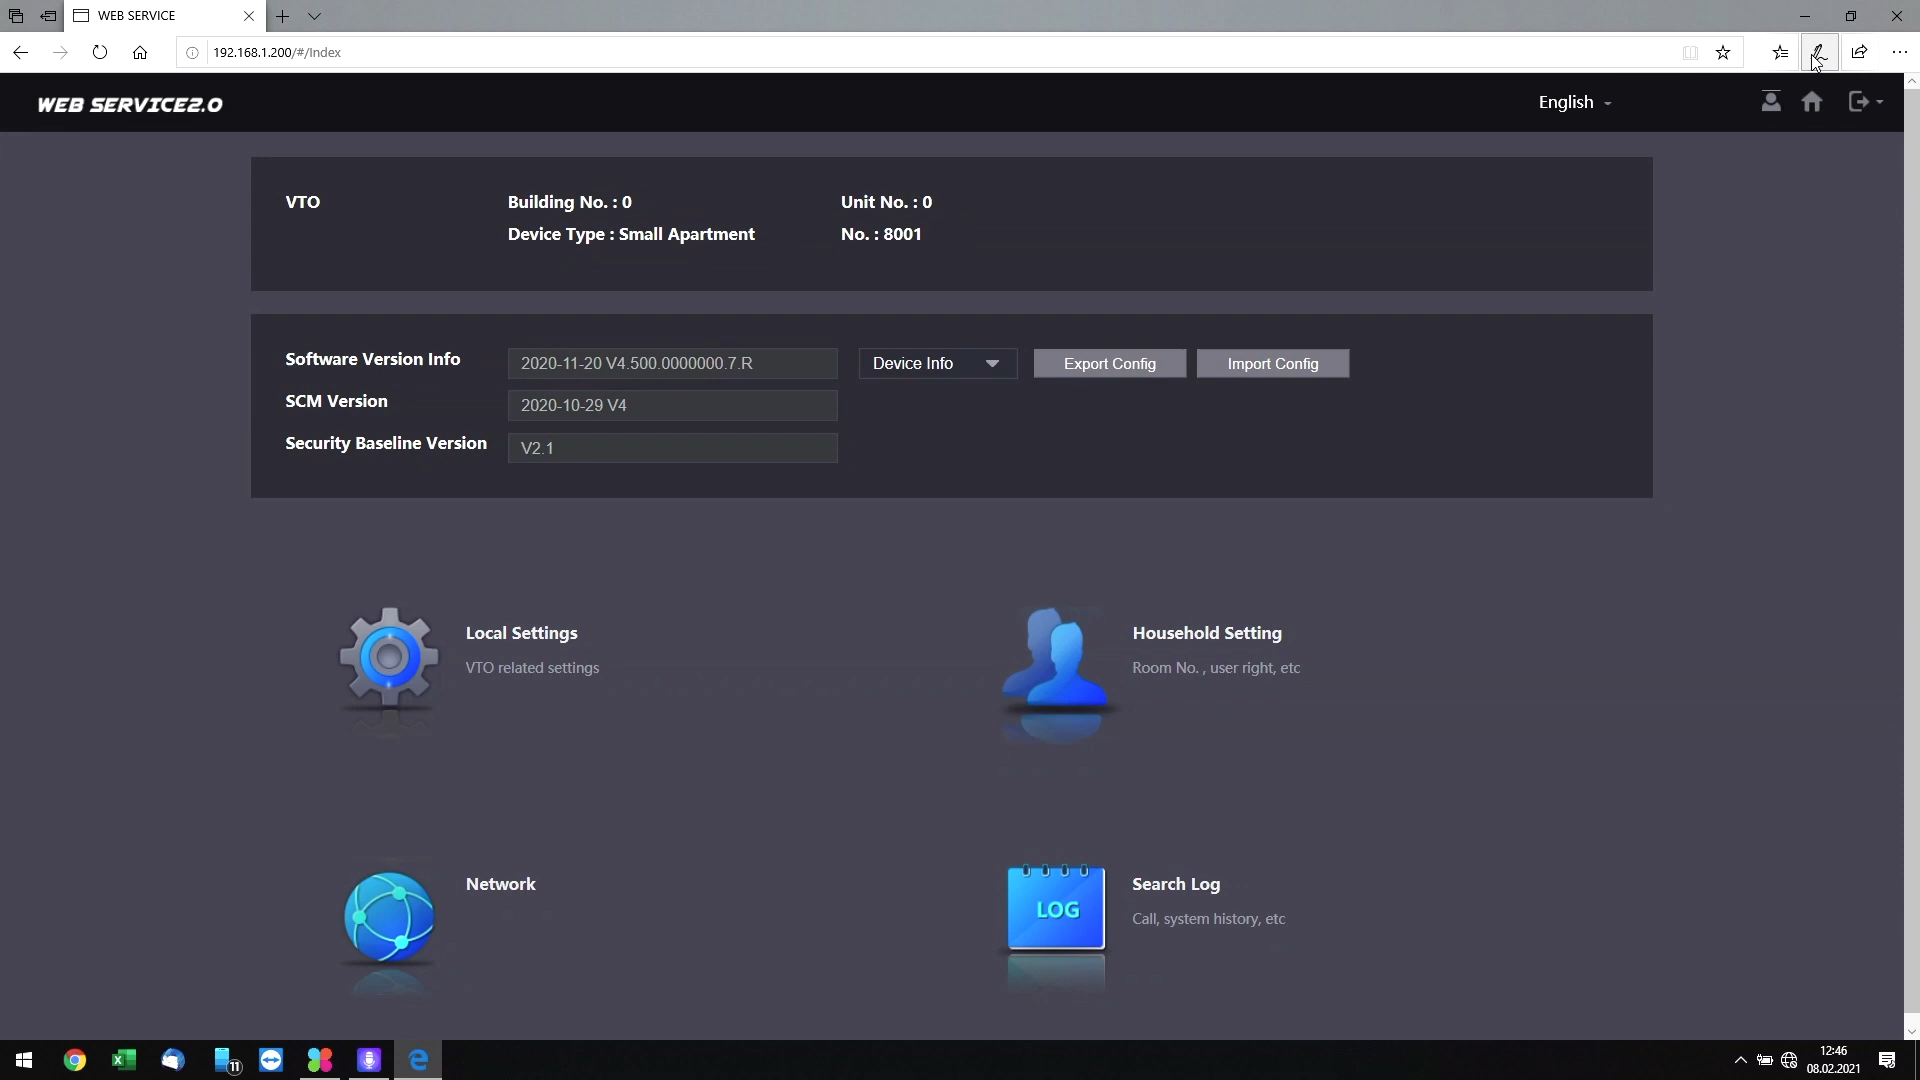 WEB SERVICE
192.168.1.200/#/Index
WEB SERVICE2.0
English
VTO
Building No. : 0
Unit No. : 0
Device Type : Small Apartment
No. : 8001
Software Version Info
2020-11-20 V4.500.0000000.7.R
Device Info
Export Config
Import Config
SCM Version
2020-10-29 V4
Security Baseline Version
V2.1
Local Settings
VTO related settings
Household Setting
Room No. , user right, etc
Network
LOG
Search Log
Call, system history, etc
11
12:46
08.02.2021